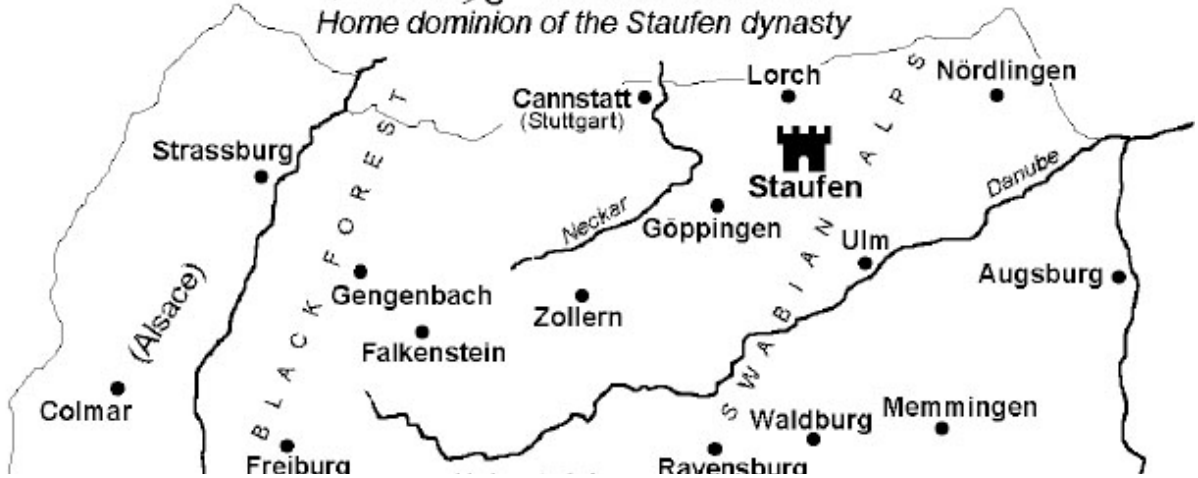 Home dominion of the Staufen dynasty
Lorch
Nördlingen
Cannstatt
(Stuttgart)
Strassburg
BLACK FOREST
SWABIAN ALPS
Staufen
Danube
Neckar
Göppingen
Ulm
Augsburg
(Alsace)
Gengenbach
Zollern
Falkenstein
Colmar
Waldburg
Memmingen
Freiburg
Ravensburg